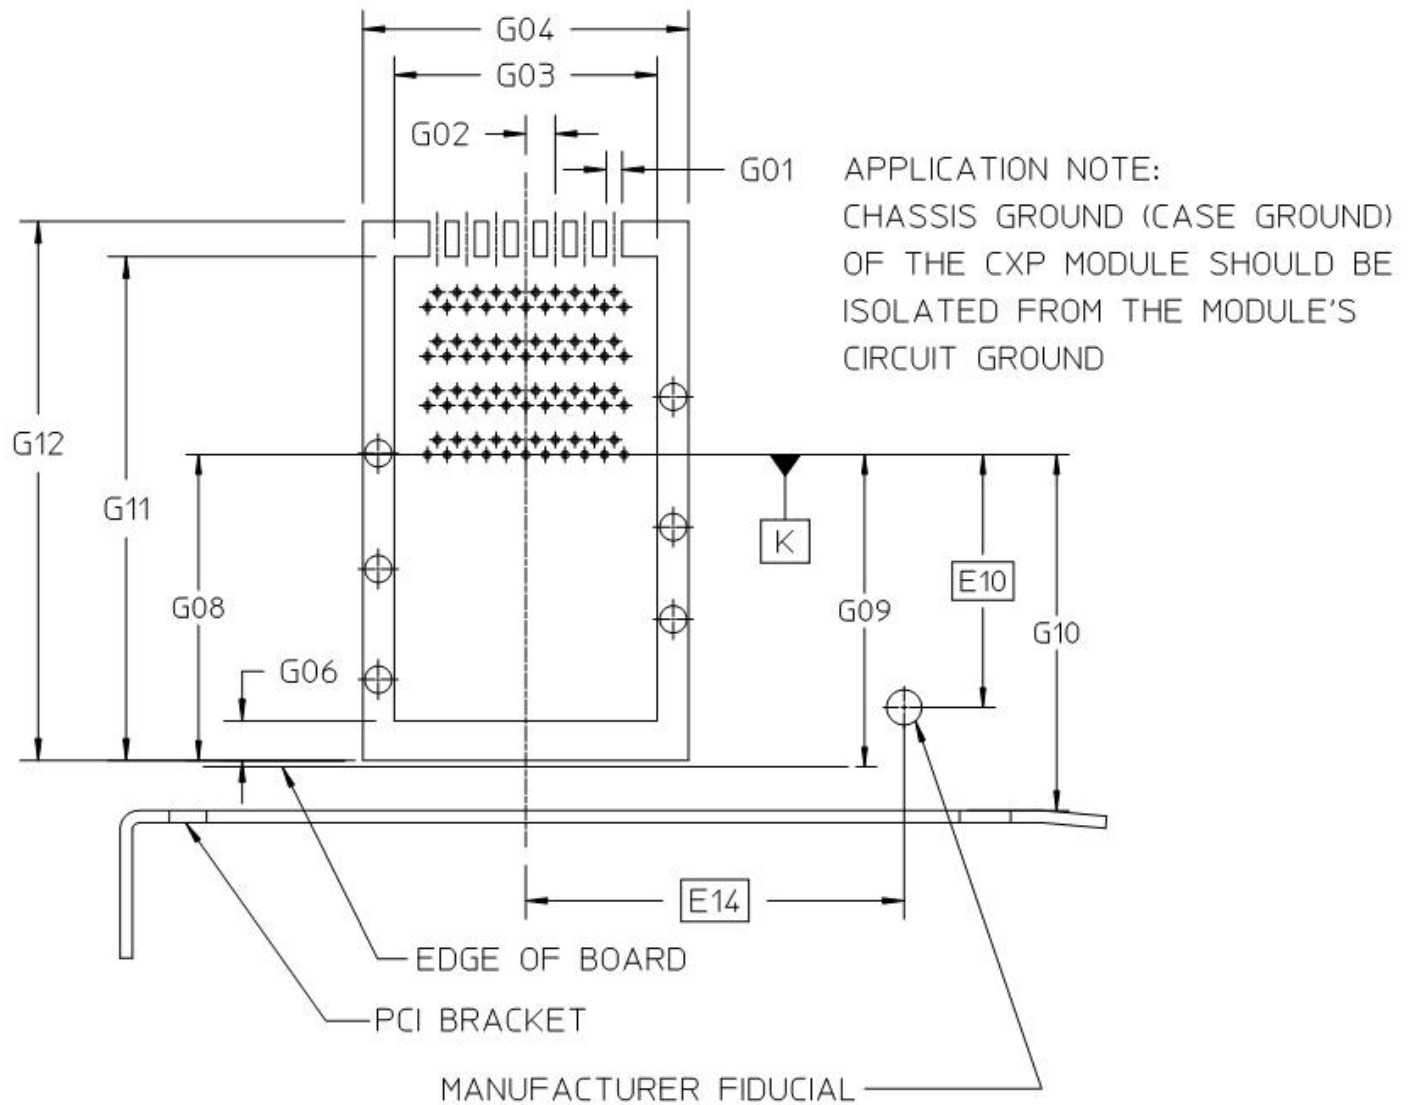 G04
G03
G02
G01
APPLICATION NOTE:
CHASSIS GROUND (CASE GROUND)
OF THE CXP MODULE SHOULD BE
ISOLATED FROM THE MODULE'S
CIRCUIT GROUND
G12
G11
K
E10
G08
G09
G10
G06
E14
EDGE OF BOARD
PCI BRACKET
MANUFACTURER FIDUCIAL